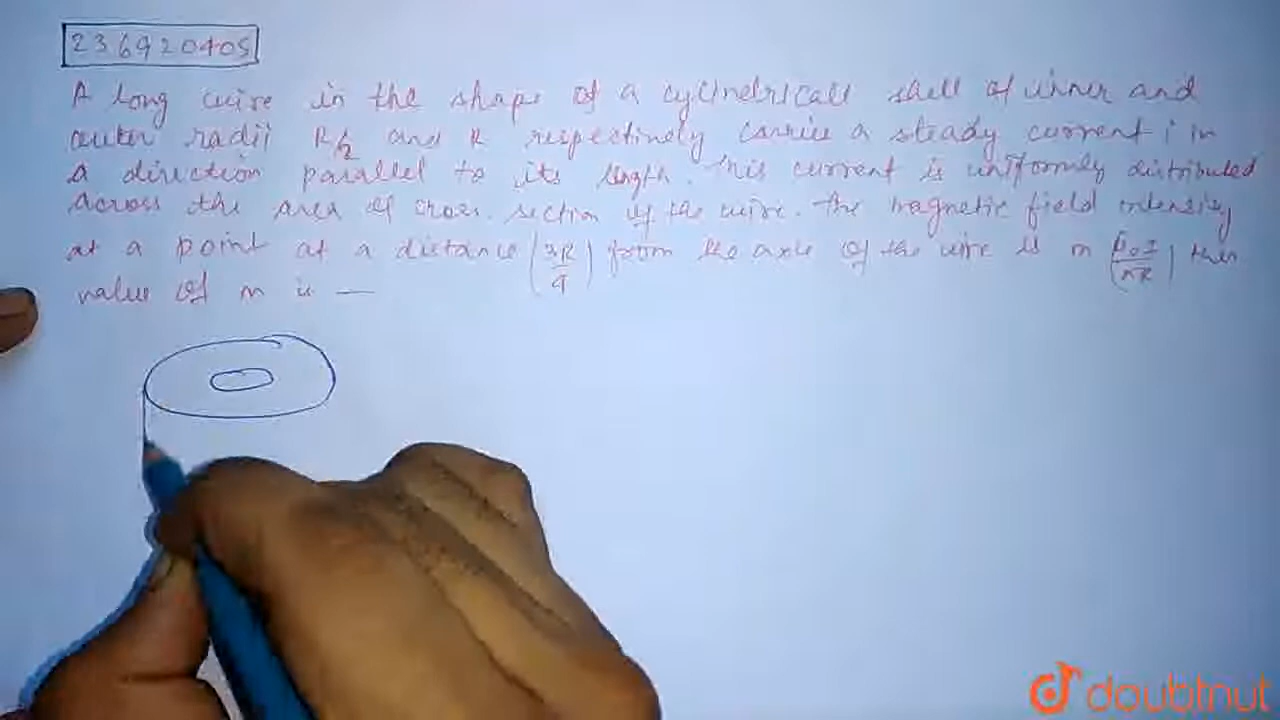 236920405
A long wire in the shape of a cylindricall shell of inner and
outer radii R/2 and R respectively carries a steady current i in
a direction parallel to its length. This current is uniformly distributed
across the area of cross-section of the wire. The magnetic field intensity
at a point at a distance (3R/4) from the axle of the wire is m (μ0I/πR) then
value of m is —
doubtnut